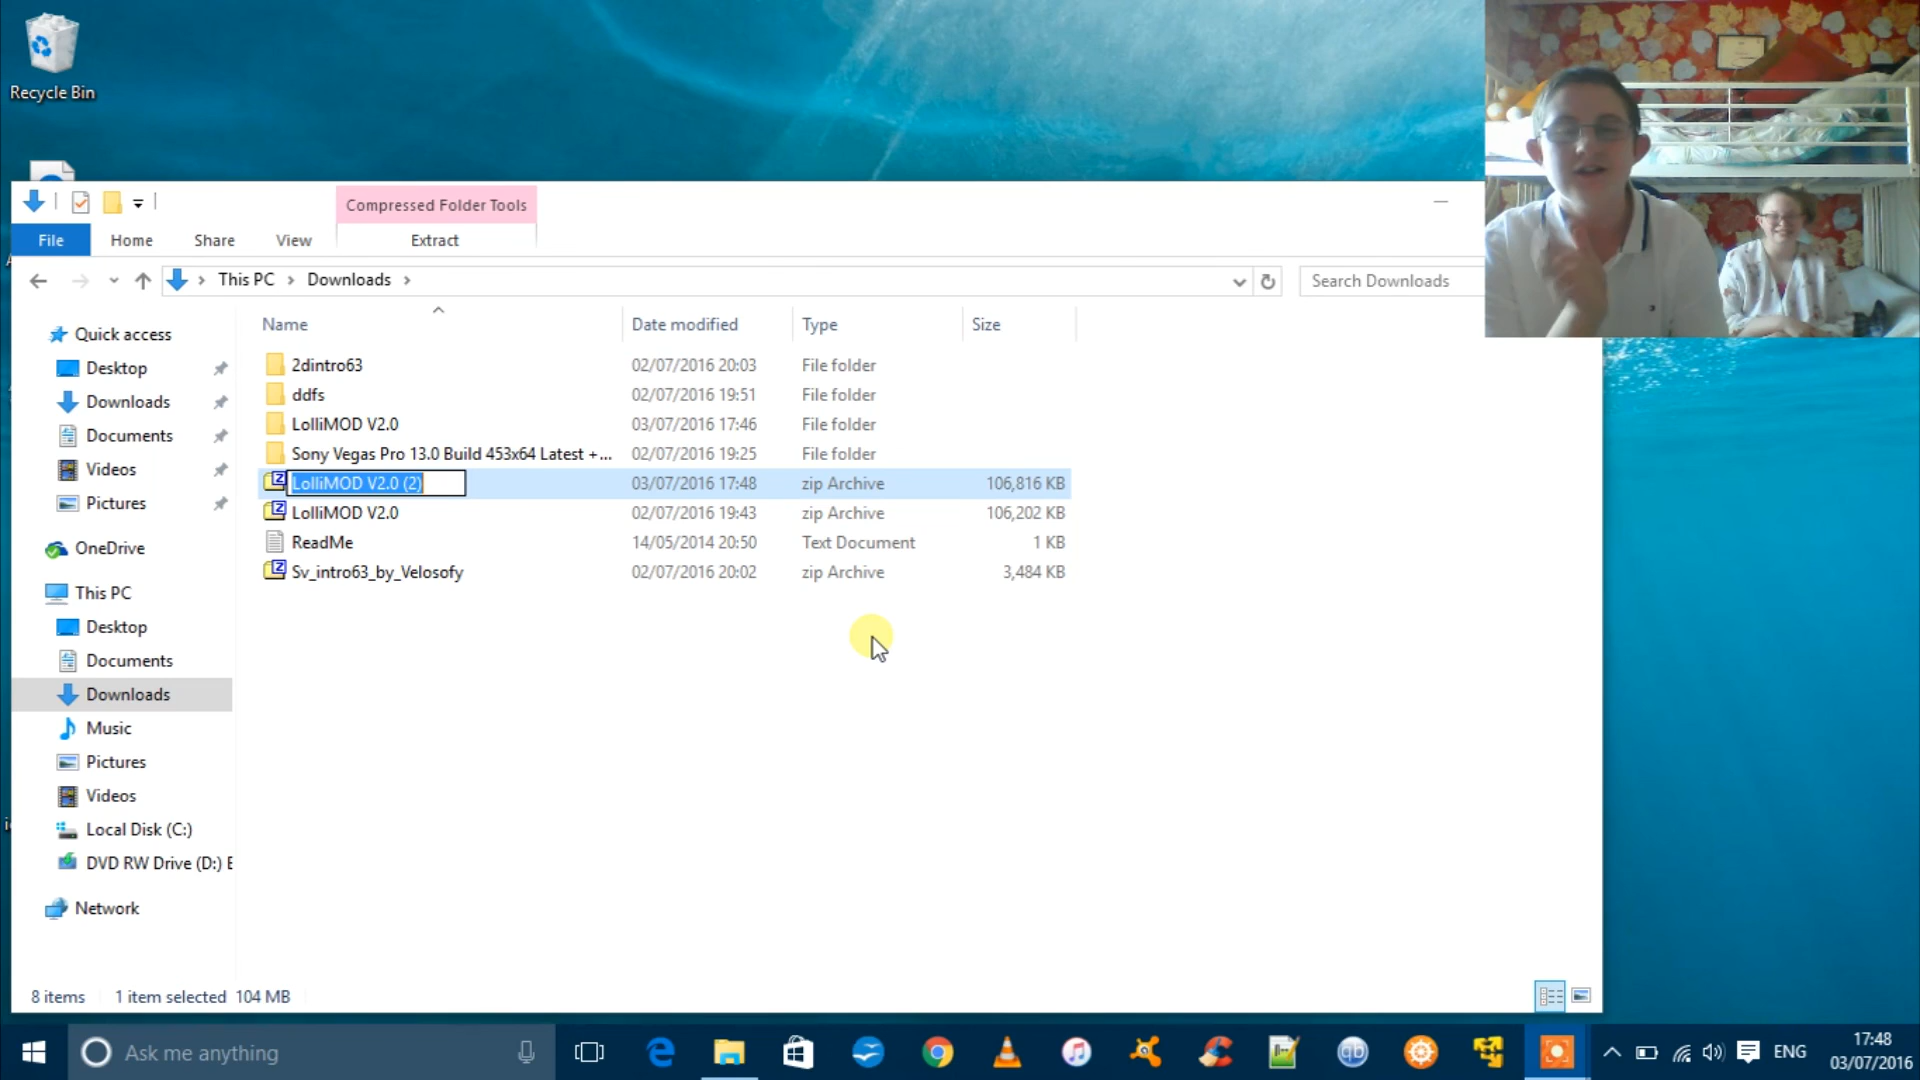 Recycle Bin
Compressed Folder Tools
File Home Share View Extract
This PC Downloads
Search Downloads
Name Date modified Type Size
Quick access
Desktop
Downloads
Documents
Videos
Pictures
OneDrive
This PC
Desktop
Documents
Downloads
Music
Pictures
Videos
Local Disk (C:)
DVD RW Drive (D:) E
Network
2dintro63 02/07/2016 20:03 File folder
ddfs 02/07/2016 19:51 File folder
LolliMOD V2.0 03/07/2016 17:46 File folder
Sony Vegas Pro 13.0 Build 453x64 Latest +... 02/07/2016 19:25 File folder
LolliMOD V2.0 (2) 03/07/2016 17:48 zip Archive 106,816 KB
LolliMOD V2.0 02/07/2016 19:43 zip Archive 106,202 KB
ReadMe 14/05/2014 20:50 Text Document 1 KB
Sv_intro63_by_Velosofy 02/07/2016 20:02 zip Archive 3,484 KB
8 items 1 item selected 104 MB
Ask me anything
qb
ENG
17:48
03/07/2016